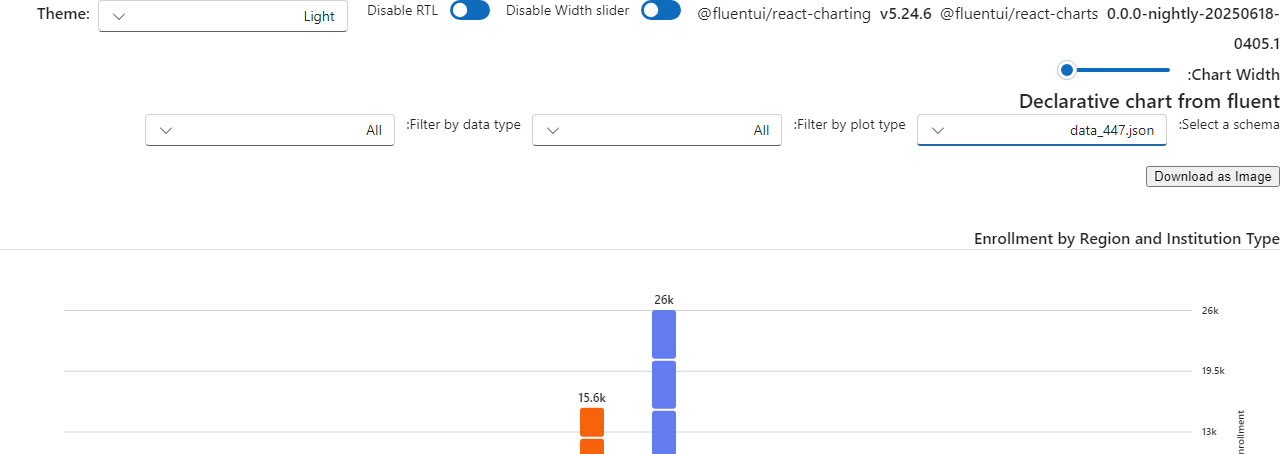 Theme: Light Disable RTL Disable Width slider @fluentui/react-charting v5.24.6 @fluentui/react-charts 0.0.0-nightly-20250618-
0405.1
:Chart Width
Declarative chart from fluent
:Select a schema data_447.json :Filter by plot type All :Filter by data type All
Download as Image
Enrollment by Region and Institution Type
26k
26k
19.5k
15.6k
13k